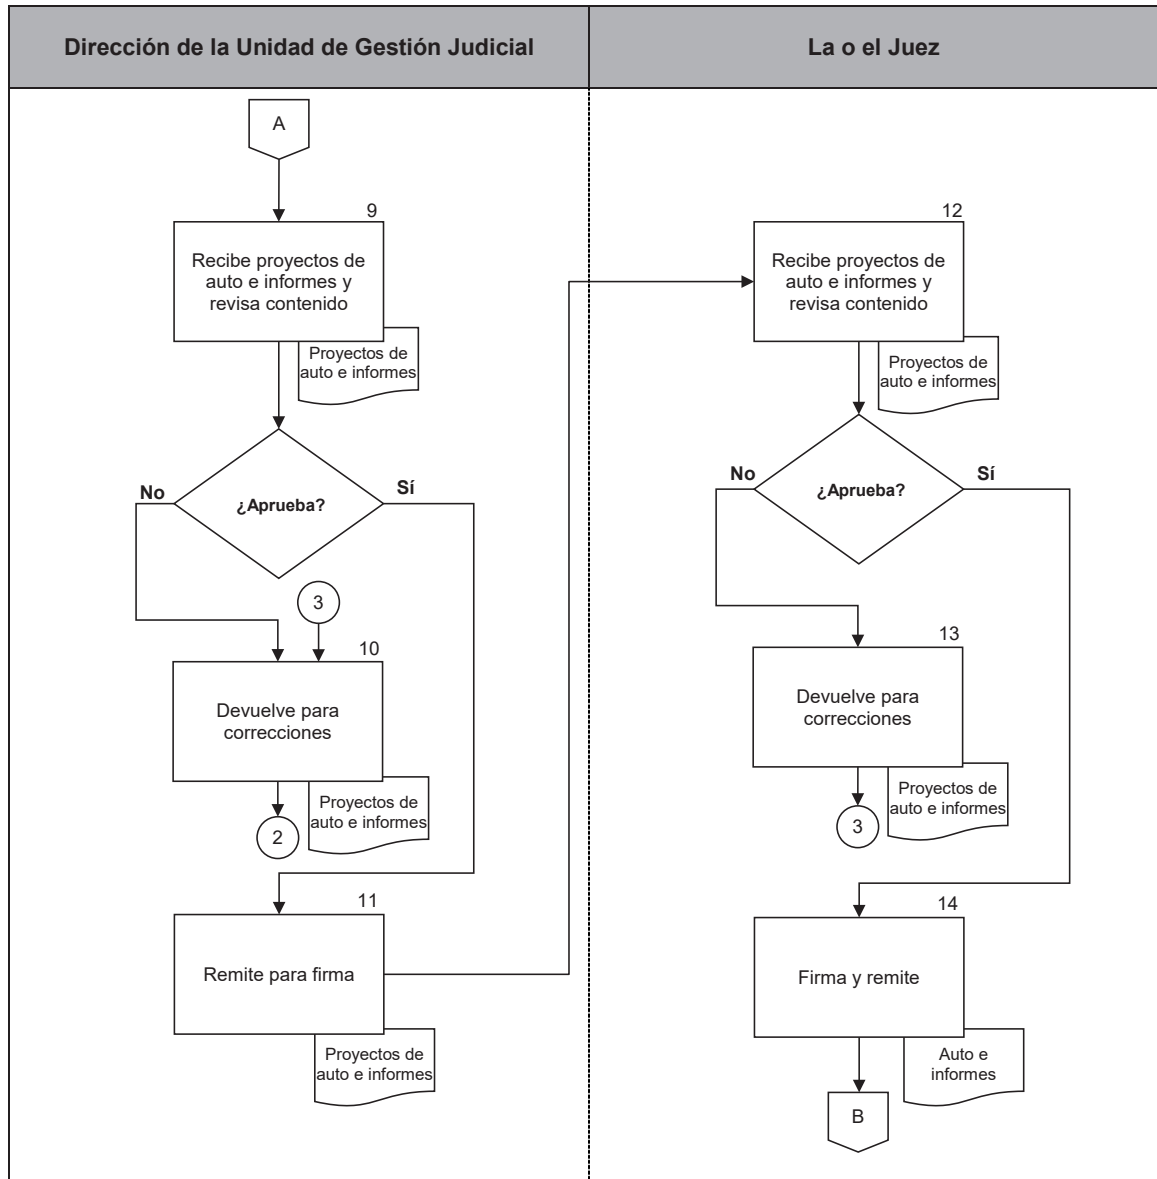 Dirección de la Unidad de Gestión Judicial
La o el Juez
A
9
Recibe proyectos de
auto e informes y
revisa contenido
Proyectos de
auto e informes
¿Aprueba?
No
Sí
3
10
Devuelve para
correcciones
Proyectos de
auto e informes
2
11
Remite para firma
Proyectos de
auto e informes
12
Recibe proyectos de
auto e informes y
revisa contenido
Proyectos de
auto e informes
¿Aprueba?
No
Sí
13
Devuelve para
correcciones
Proyectos de
auto e informes
3
14
Firma y remite
Auto e
informes
B